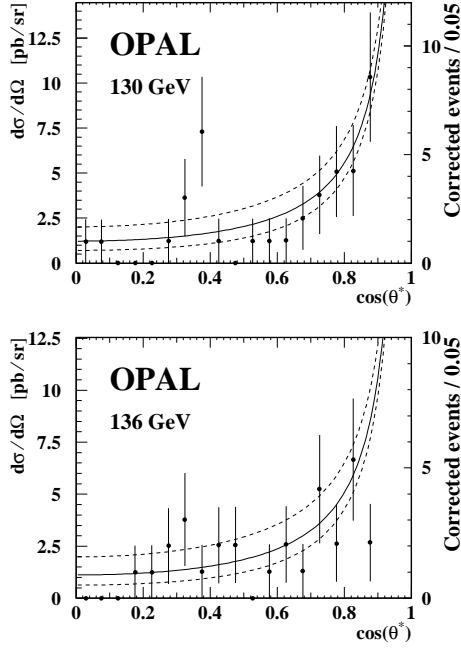 dσ/dΩ [pb/sr]
12.5
10
7.5
5
2.5
0
OPAL
130 GeV
10
5
0
Corrected events / 0.05
0 0.2 0.4 0.6 0.8 1
cos(θ*)
dσ/dΩ [pb/sr]
12.5
10
7.5
5
2.5
0
OPAL
136 GeV
10
5
0
Corrected events / 0.05
0 0.2 0.4 0.6 0.8 1
cos(θ*)